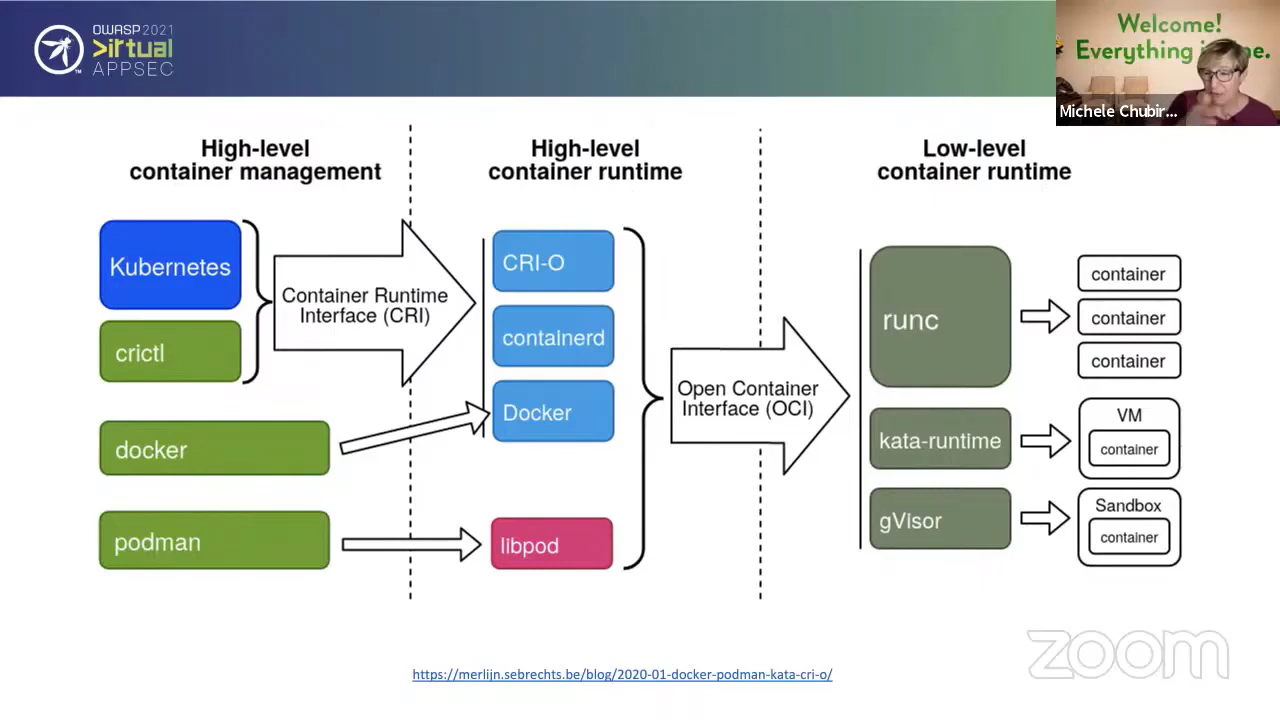 OWASP 2021
Virtual
APPSEC
Welcome!
Everything is
Michele Chubir...
High-level
container management
High-level
container runtime
Low-level
container runtime
Kubernetes
crictl
docker
podman
Container Runtime
Interface (CRI)
CRI-O
containerd
Docker
libpod
Open Container
Interface (OCI)
runc
kata-runtime
gVisor
container
container
container
VM
container
Sandbox
container
https://merlijn.sebrechts.be/blog/2020-01-docker-podman-kata-cri-o/
zoom